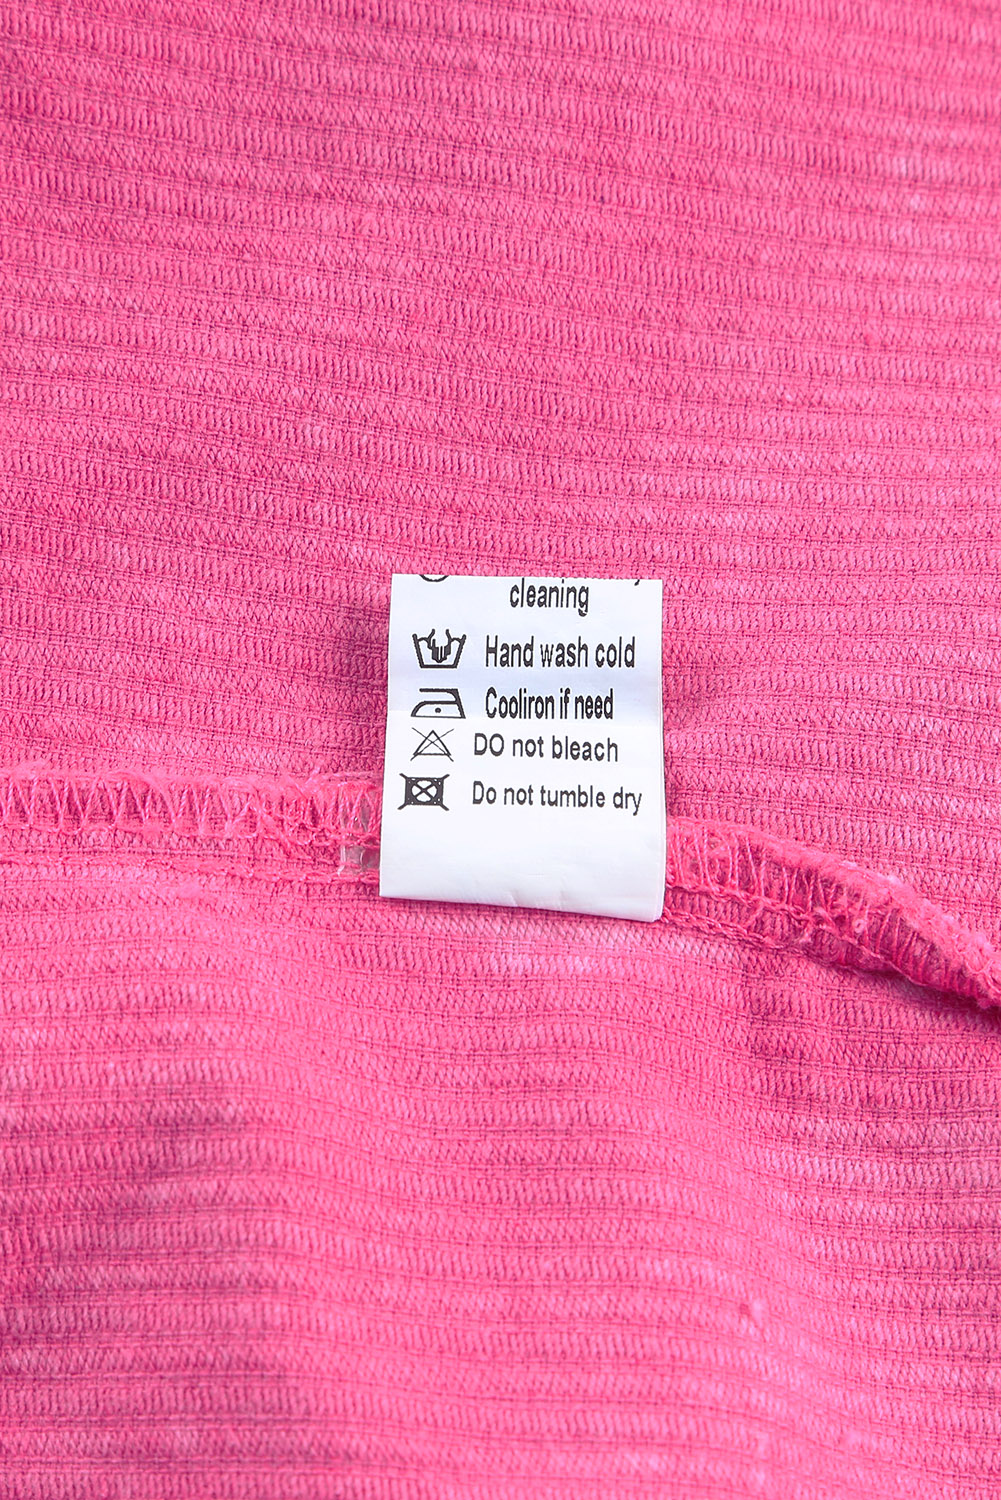 cleaning
Hand wash cold
Cooliron if need
DO not bleach
Do not tumble dry